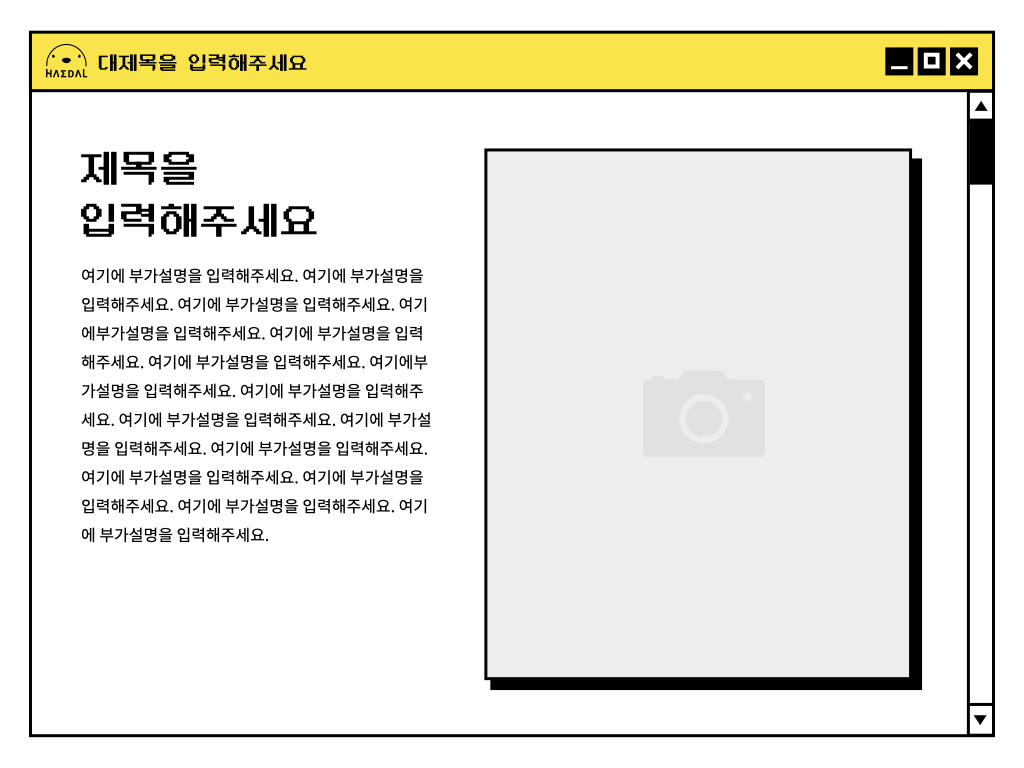 HAΣDAL
대제목을 입력해주세요
제목을
입력해주세요
여기에 부가설명을 입력해주세요. 여기에 부가설명을
입력해주세요. 여기에 부가설명을 입력해주세요. 여기
에부가설명을 입력해주세요. 여기에 부가설명을 입력
해주세요. 여기에 부가설명을 입력해주세요. 여기에부
가설명을 입력해주세요. 여기에 부가설명을 입력해주
세요. 여기에 부가설명을 입력해주세요. 여기에 부가설
명을 입력해주세요. 여기에 부가설명을 입력해주세요.
여기에 부가설명을 입력해주세요. 여기에 부가설명을
입력해주세요. 여기에 부가설명을 입력해주세요. 여기
에 부가설명을 입력해주세요.